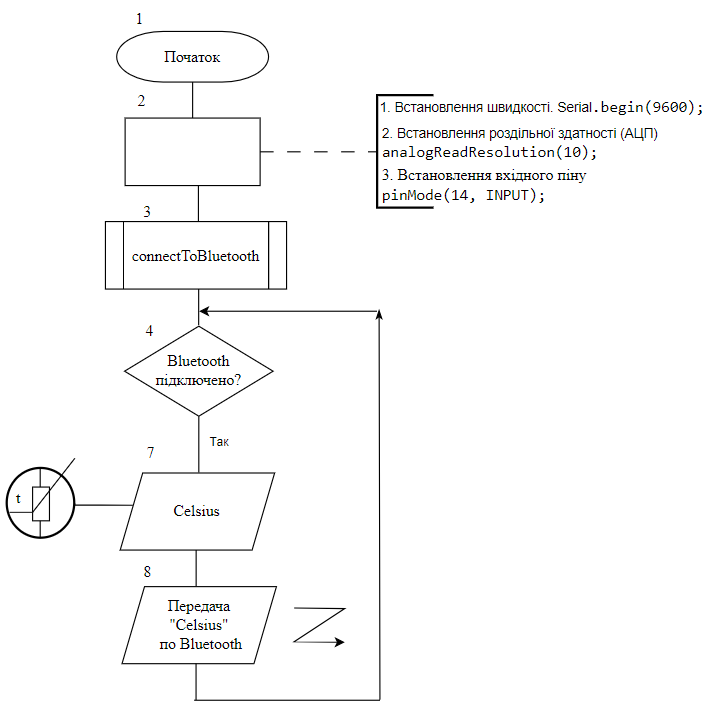 1
Початок
2
1. Встановлення швидкості. Serial.begin(9600);
2. Встановлення роздільної здатності (АЦП)
analogReadResolution(10);
3. Встановлення вхідного піну
pinMode(14, INPUT);
3
connectToBluetooth
4
Bluetooth
підключено?
Так
7
t
Celsius
8
Передача
"Celsius"
по Bluetooth